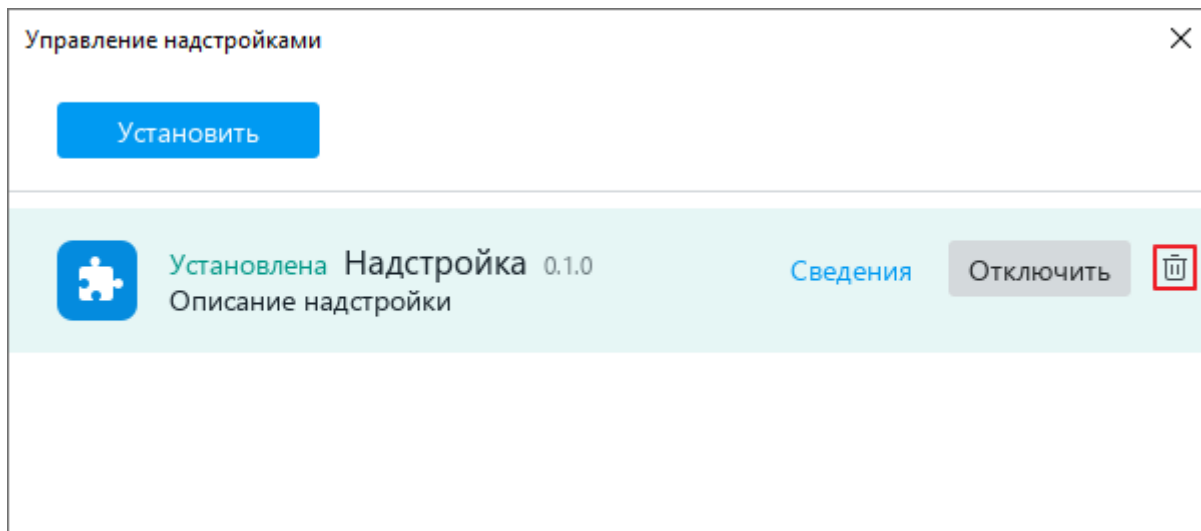 Управление надстройками
Установить
Установлена Надстройка 0.1.0 Сведения Отключить
Описание надстройки